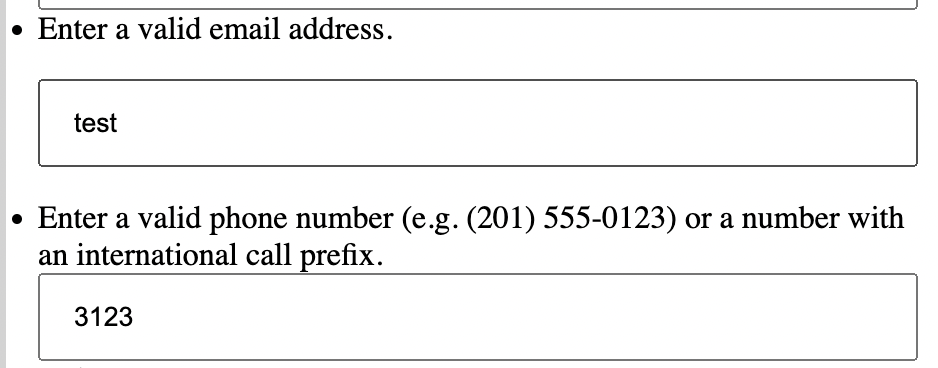 Enter a valid email address.
test
Enter a valid phone number (e.g. (201) 555-0123) or a number with
an international call prefix.
3123